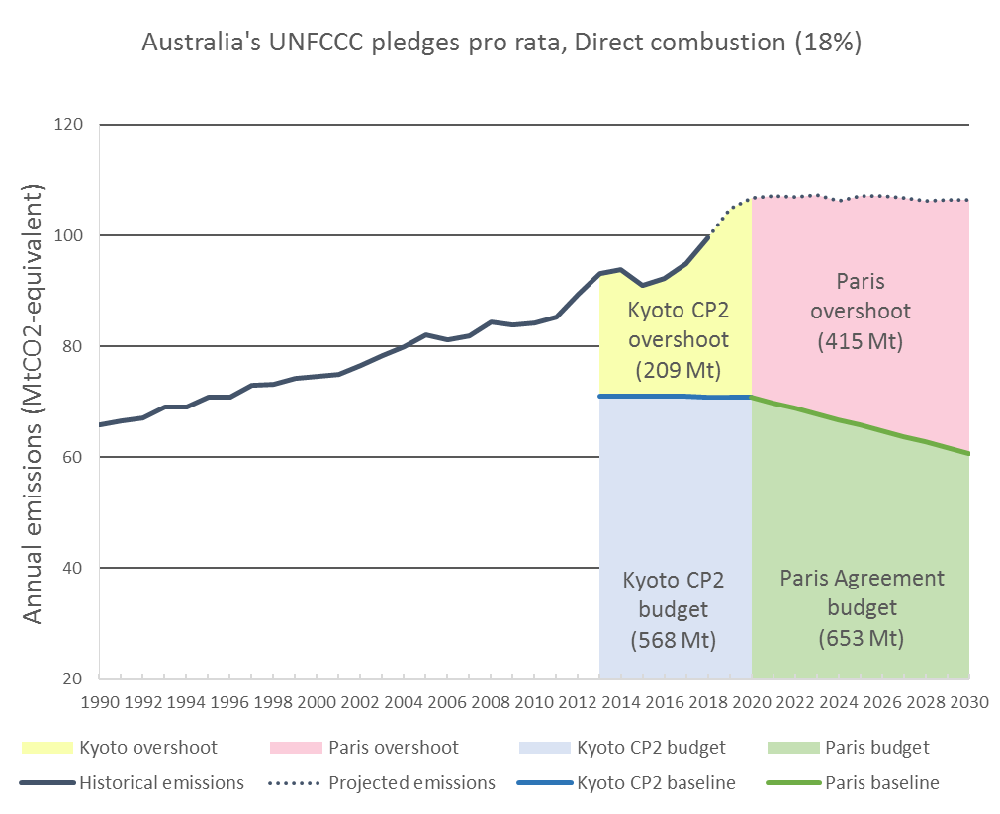 Australia's UNFCCC pledges pro rata, Direct combustion (18%)
Annual emissions (MtCO2-equivalent)
120
100
80
60
40
20
Kyoto CP2
overshoot
(209 Mt)
Paris
overshoot
(415 Mt)
Kyoto CP2
budget
(568 Mt)
Paris Agreement
budget
(653 Mt)
1990 1992 1994 1996 1998 2000 2002 2004 2006 2008 2010 2012 2014 2016 2018 2020 2022 2024 2026 2028 2030
Kyoto overshoot Paris overshoot Kyoto CP2 budget Paris budget
Historical emissions Projected emissions Kyoto CP2 baseline Paris baseline